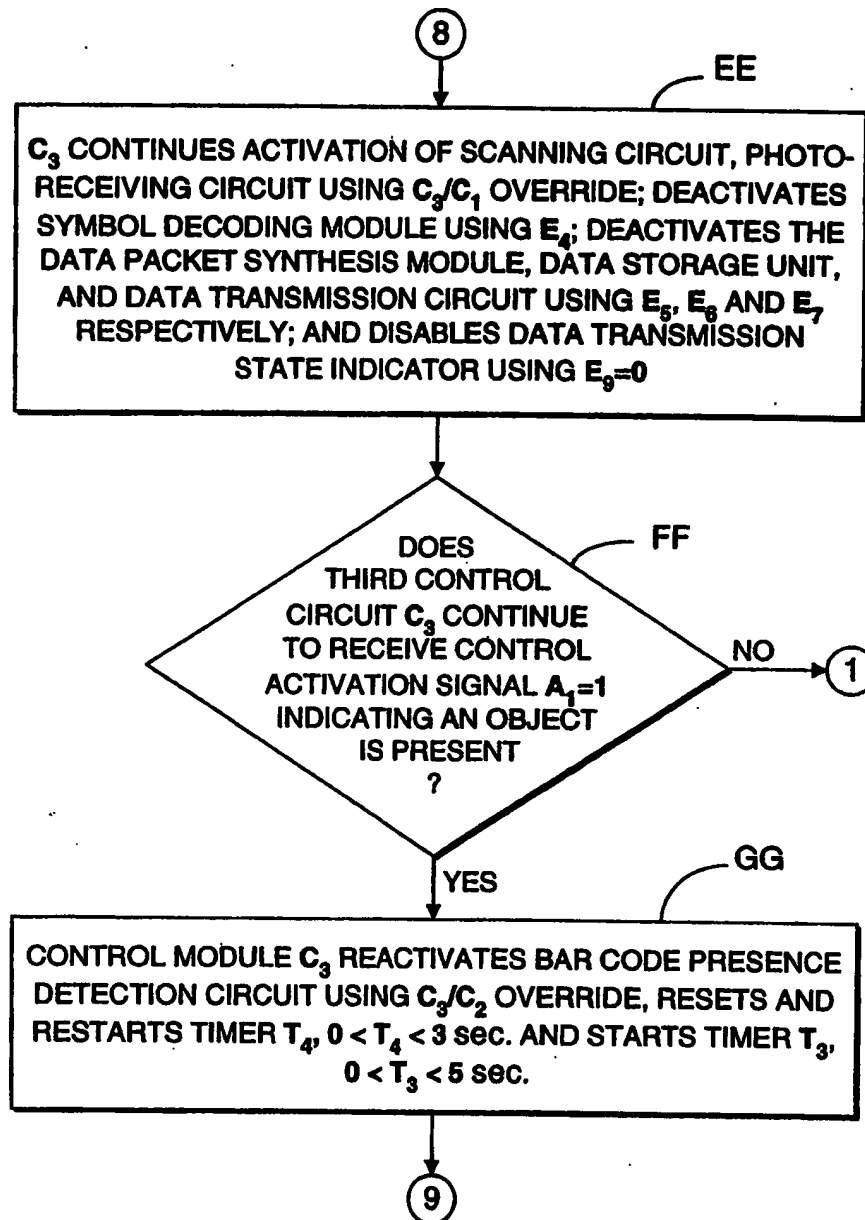 8
EE
C₃ CONTINUES ACTIVATION OF SCANNING CIRCUIT, PHOTO-
RECEIVING CIRCUIT USING C₃/C₁ OVERRIDE; DEACTIVATES
SYMBOL DECODING MODULE USING E₄; DEACTIVATES THE
DATA PACKET SYNTHESIS MODULE, DATA STORAGE UNIT,
AND DATA TRANSMISSION CIRCUIT USING E₅, E₆ AND E₇
RESPECTIVELY; AND DISABLES DATA TRANSMISSION
STATE INDICATOR USING E₉=0
FF
DOES
THIRD CONTROL
CIRCUIT C₃ CONTINUE
TO RECEIVE CONTROL
ACTIVATION SIGNAL A₁=1
INDICATING AN OBJECT
IS PRESENT
?
NO
1
YES
GG
CONTROL MODULE C₃ REACTIVATES BAR CODE PRESENCE
DETECTION CIRCUIT USING C₃/C₂ OVERRIDE, RESETS AND
RESTARTS TIMER T₄, 0 < T₄ < 3 sec. AND STARTS TIMER T₃,
0 < T₃ < 5 sec.
9